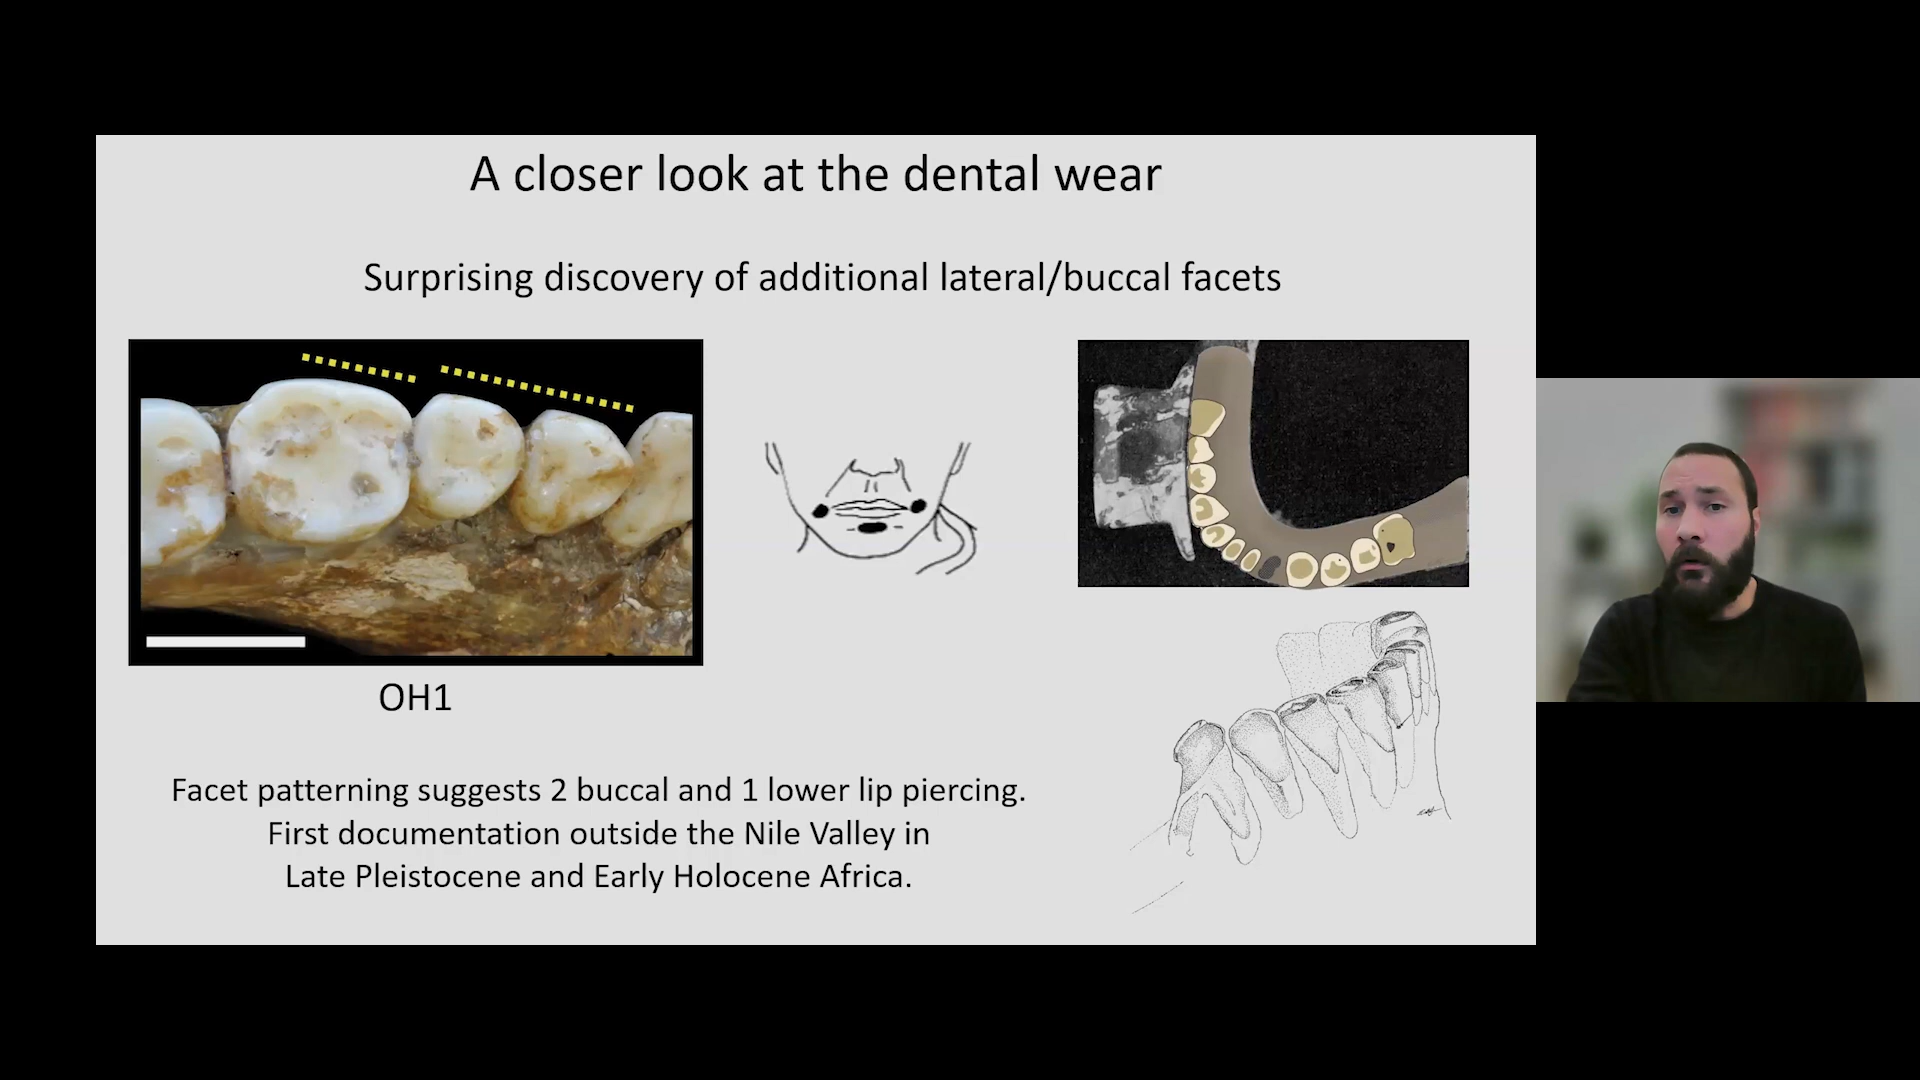 A closer look at the dental wear
Surprising discovery of additional lateral/buccal facets
OH1
Facet patterning suggests 2 buccal and 1 lower lip piercing.
First documentation outside the Nile Valley in
Late Pleistocene and Early Holocene Africa.